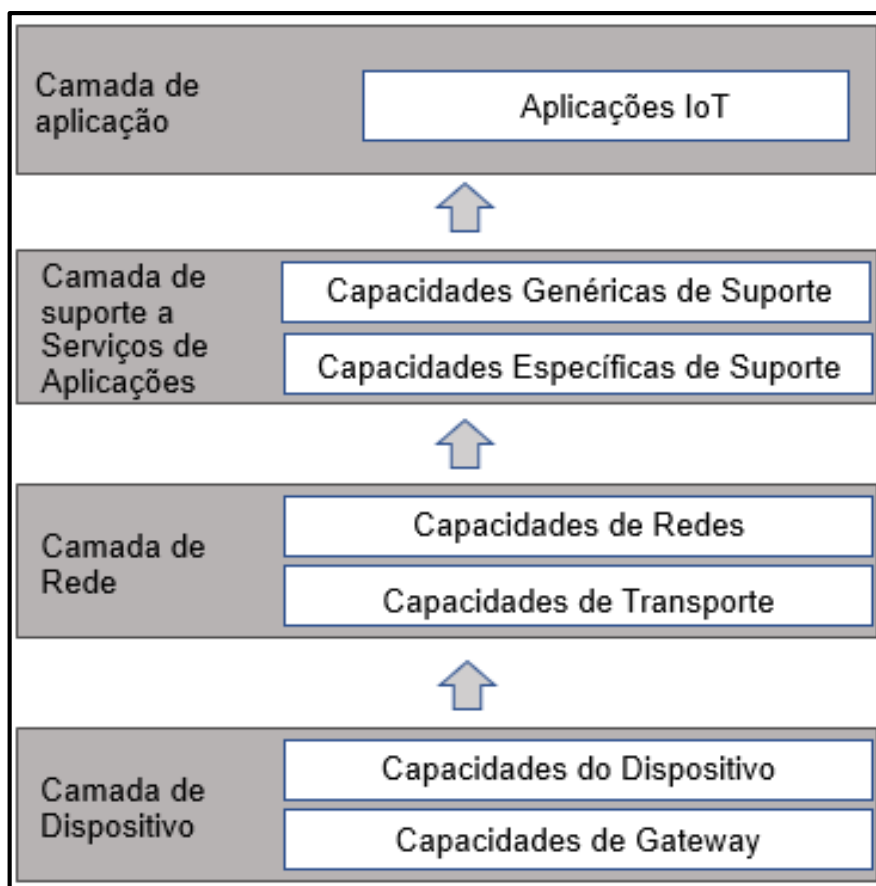 Camada de
aplicação
Aplicações IoT
Camada de
suporte a
Serviços de
Aplicações
Capacidades Genéricas de Suporte
Capacidades Específicas de Suporte
Camada de
Rede
Capacidades de Redes
Capacidades de Transporte
Camada de
Dispositivo
Capacidades do Dispositivo
Capacidades de Gateway